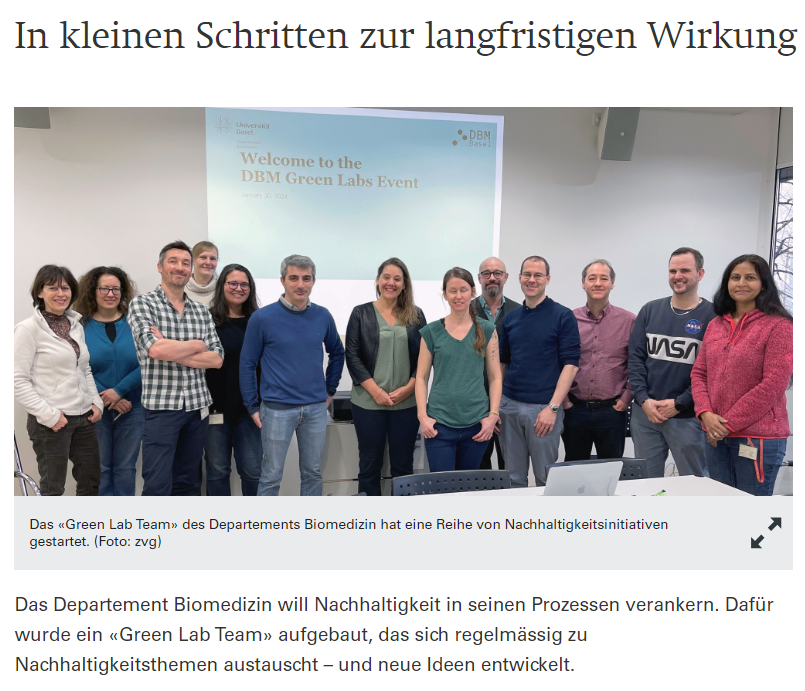 In kleinen Schritten zur langfristigen Wirkung
Universität
Basel
DBM
Basel
Welcome to the
DBM Green Labs Event
NASA
Das «Green Lab Team» des Departements Biomedizin hat eine Reihe von Nachhaltigkeitsinitiativen
gestartet. (Foto: zvg)
Das Departement Biomedizin will Nachhaltigkeit in seinen Prozessen verankern. Dafür
wurde ein «Green Lab Team» aufgebaut, das sich regelmässig zu
Nachhaltigkeitsthemen austauscht – und neue Ideen entwickelt.